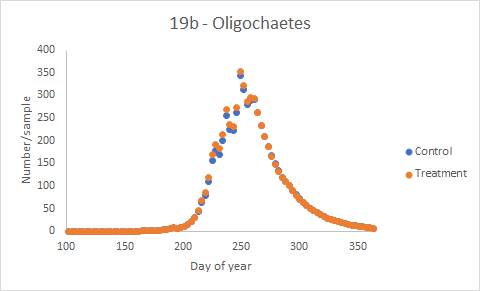 19b - Oligochaetes
400
350
300
250
200
150
100
50
0
Number/sample
100 150 200 250 300 350
Day of year
Control
Treatment